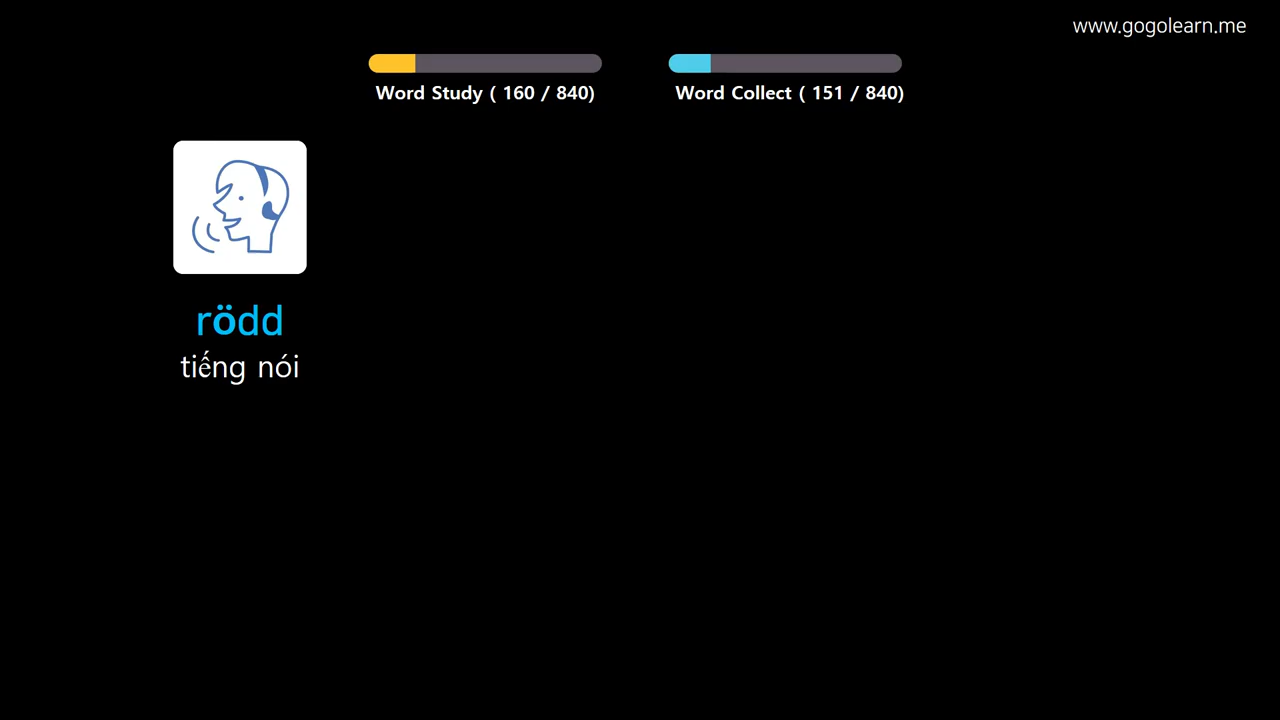 www.gogolearn.me
Word Study ( 160 / 840)
Word Collect ( 151 / 840)
rödd
tiếng nói